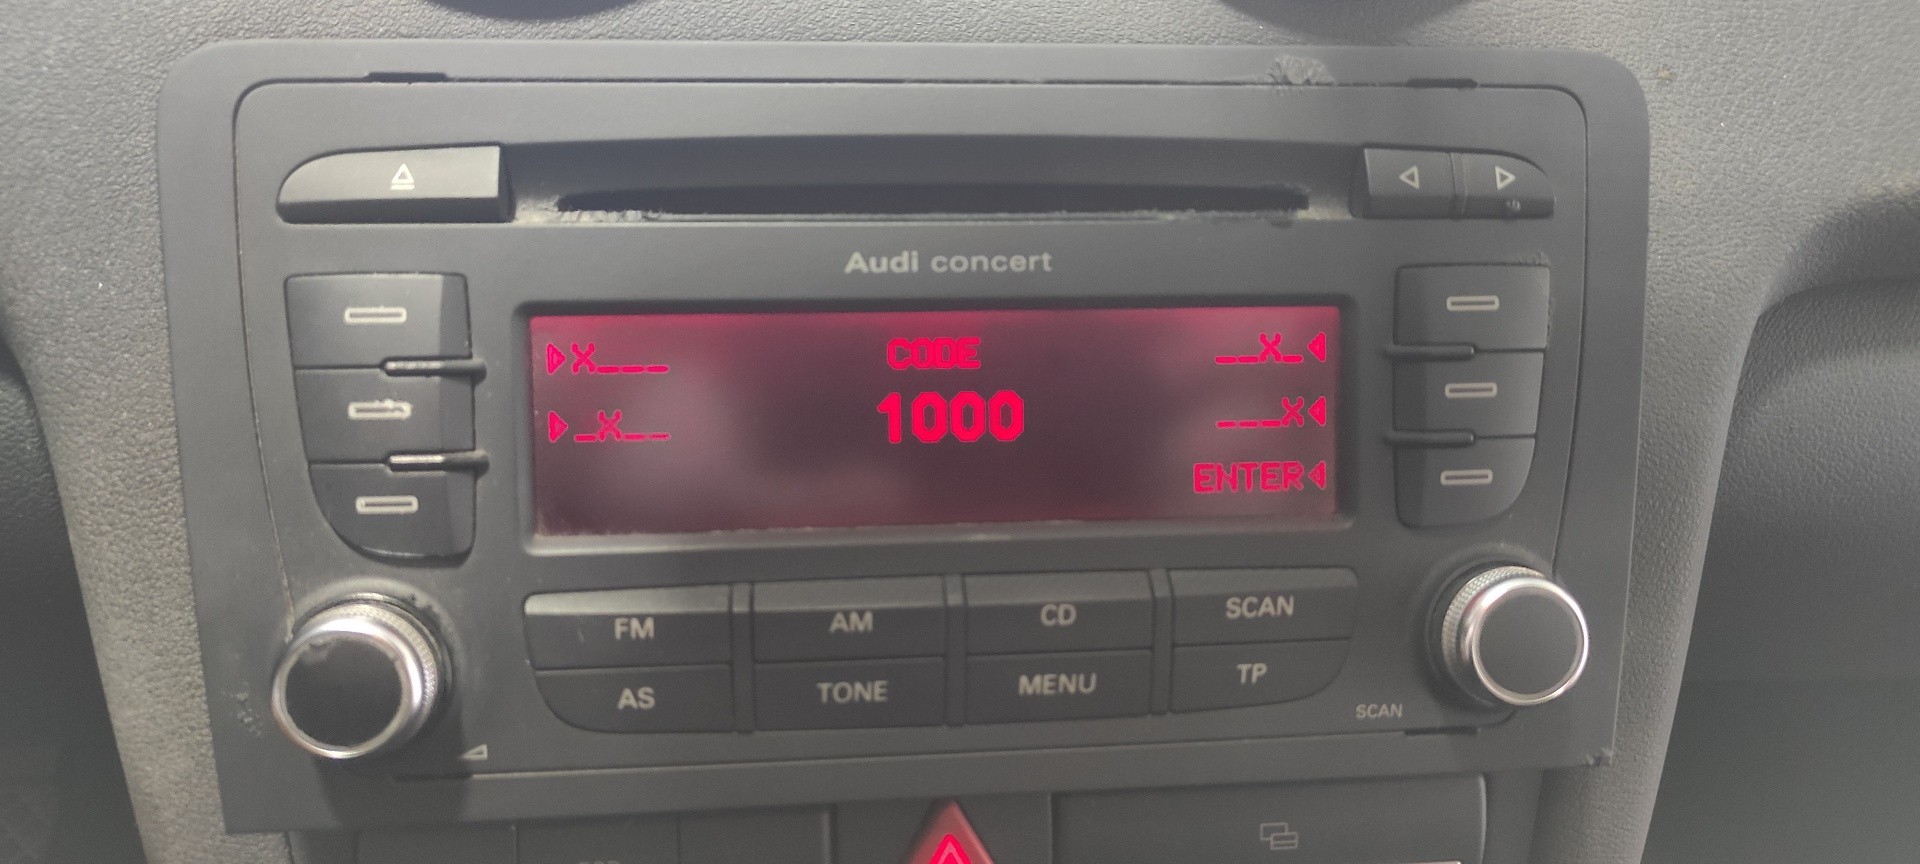 Audi concert
X___ CODE __X_
_X__ 1000 ___X
ENTER
FM AM CD SCAN
AS TONE MENU TP
SCAN